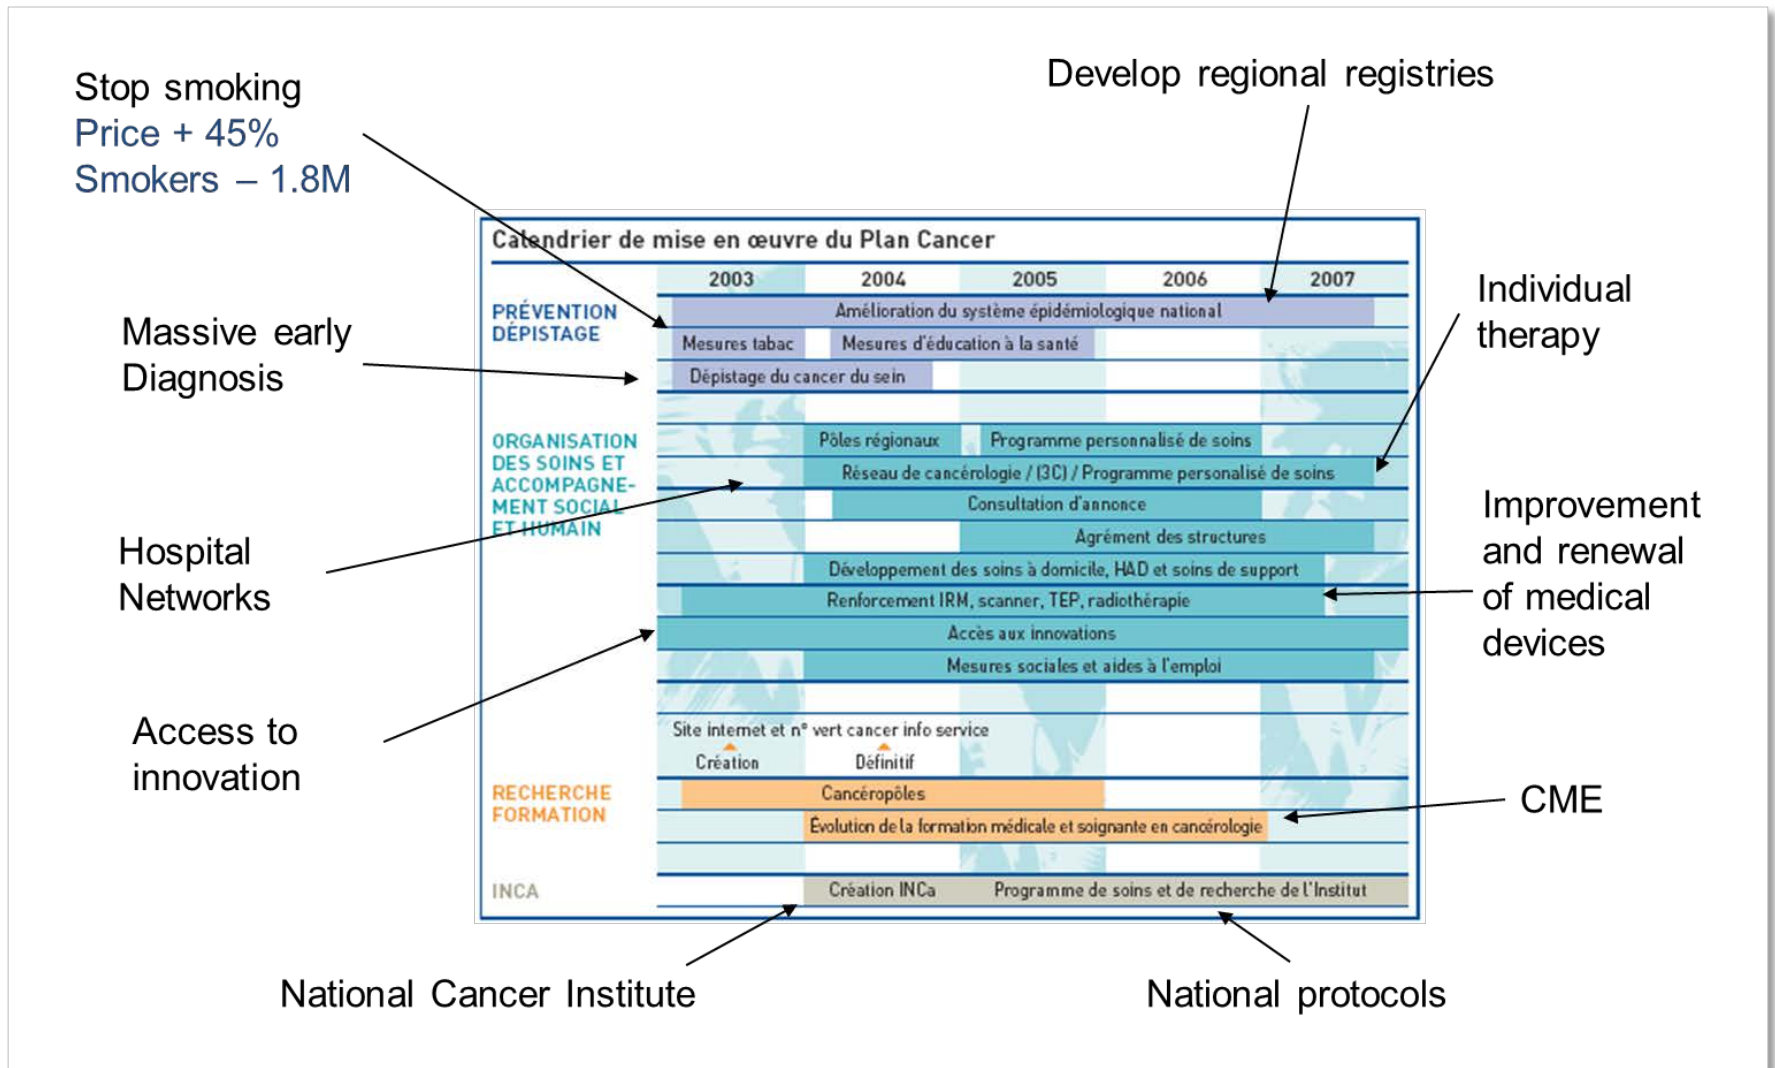 Stop smoking
Price + 45%
Smokers – 1.8M
Develop regional registries
Massive early
Diagnosis
Individual
therapy
Hospital
Networks
Improvement
and renewal
of medical
devices
Access to
innovation
CME
National Cancer Institute
National protocols
Calendrier de mise en œuvre du Plan Cancer
2003 2004 2005 2006 2007
PRÉVENTION
DÉPISTAGE
Amélioration du système épidémiologique national
Mesures tabac Mesures d'éducation à la santé
Dépistage du cancer du sein
ORGANISATION
DES SOINS ET
ACCOMPAGNE-
MENT SOCIAL
ET HUMAIN
Pôles régionaux Programme personnalisé de soins
Réseau de cancérologie / (3C) / Programme personalisé de soins
Consultation d'annonce
Agrément des structures
Développement des soins à domicile, HAD et soins de support
Renforcement IRM, scanner, TEP, radiothérapie
Accès aux innovations
Mesures sociales et aides à l'emploi
Site internet et n° vert cancer info service
Création Définitif
RECHERCHE
FORMATION
Cancéropôles
Évolution de la formation médicale et soignante en cancérologie
INCA
Création INCa Programme de soins et de recherche de l'Institut